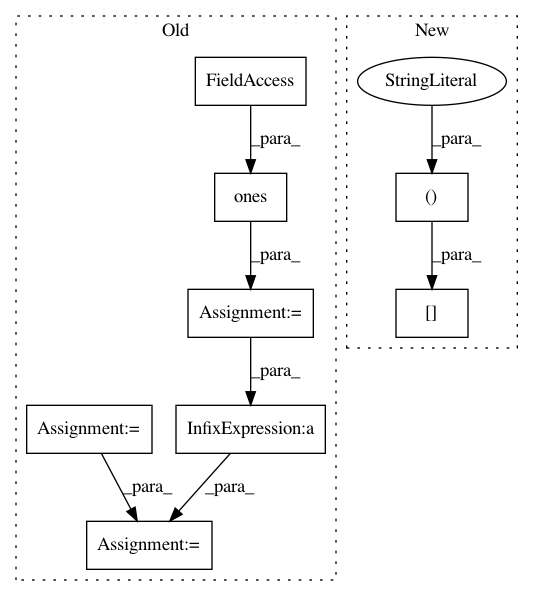 Old
New
FieldAccess
StringLiteral
_para_
_para_
ones
()
_para_
_para_
Assignment:=
[]
_para_
Assignment:=
InfixExpression:a
_para_
_para_
Assignment:=